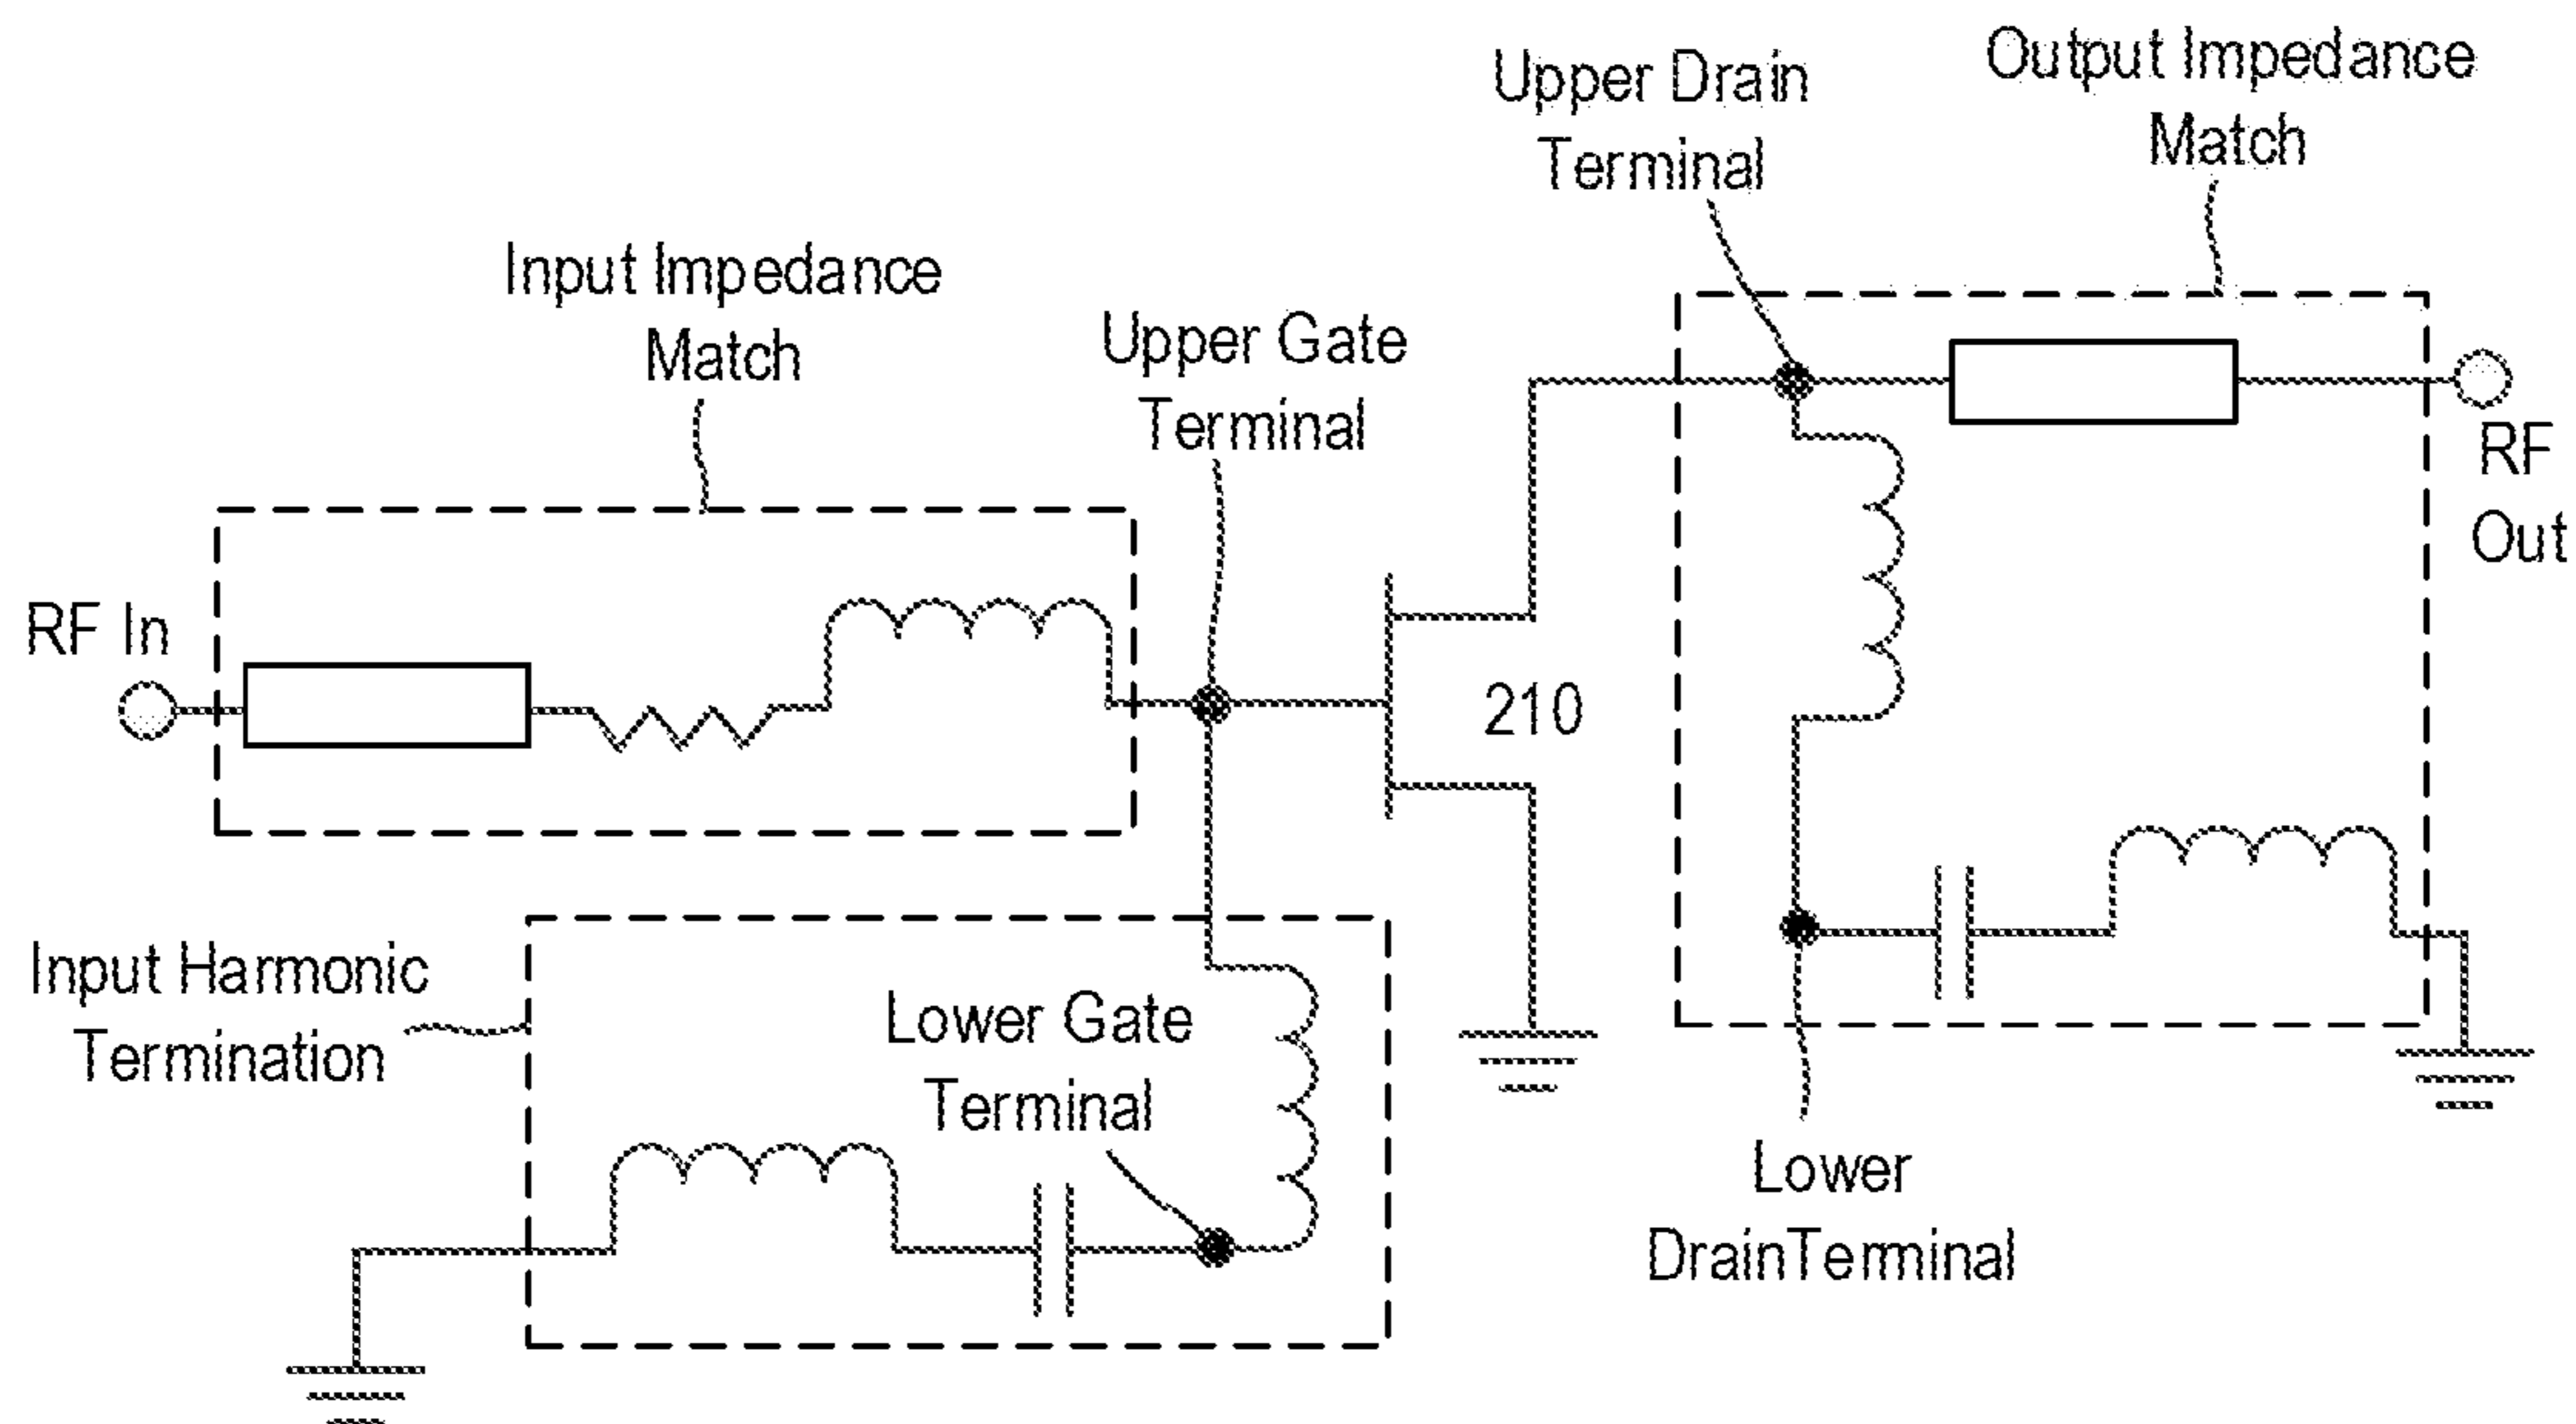 Upper Drain
Terminal
Output Impedance
Match
Input Impedance
Match
Upper Gate
Terminal
RF In
RF
Out
210
Input Harmonic
Termination
Lower Gate
Terminal
Lower
DrainTerminal